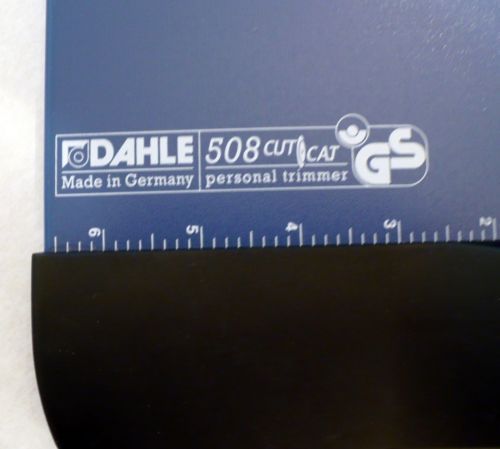 DAHLE 508 CUT CAT GS
Made in Germany personal trimmer
6 5 4 3 2